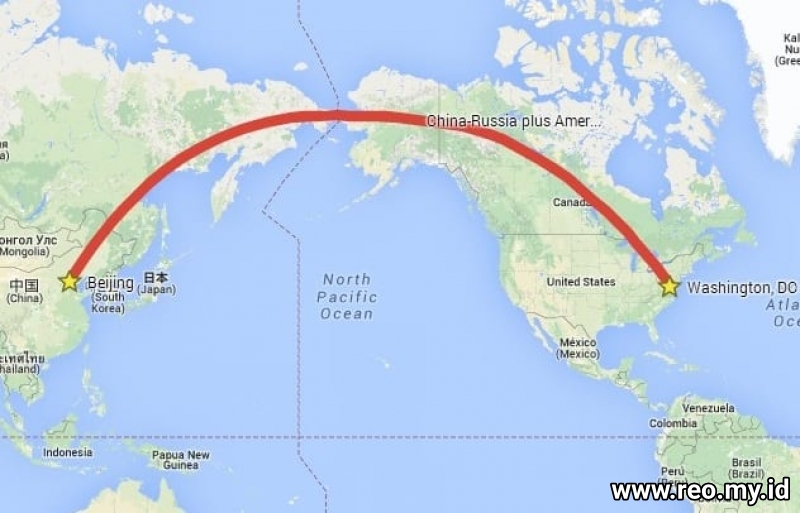 Kal
Nu
(Gree
a)
China-Russia plus Amer...
Canada
онгол Улс
(Mongolia)
中国
(China)
Beijing
(South
Korea)
日本
(Japan)
North
Pacific
Ocean
United States
Washington, DC
Atla
Oce
México
(Mexico)
เทศไทย
hailand)
Venezuela
Colombia
Indonesia
Papua New
Guinea
Perú
(Peru)
Brasil
(Brazil)
www.reo.my.id